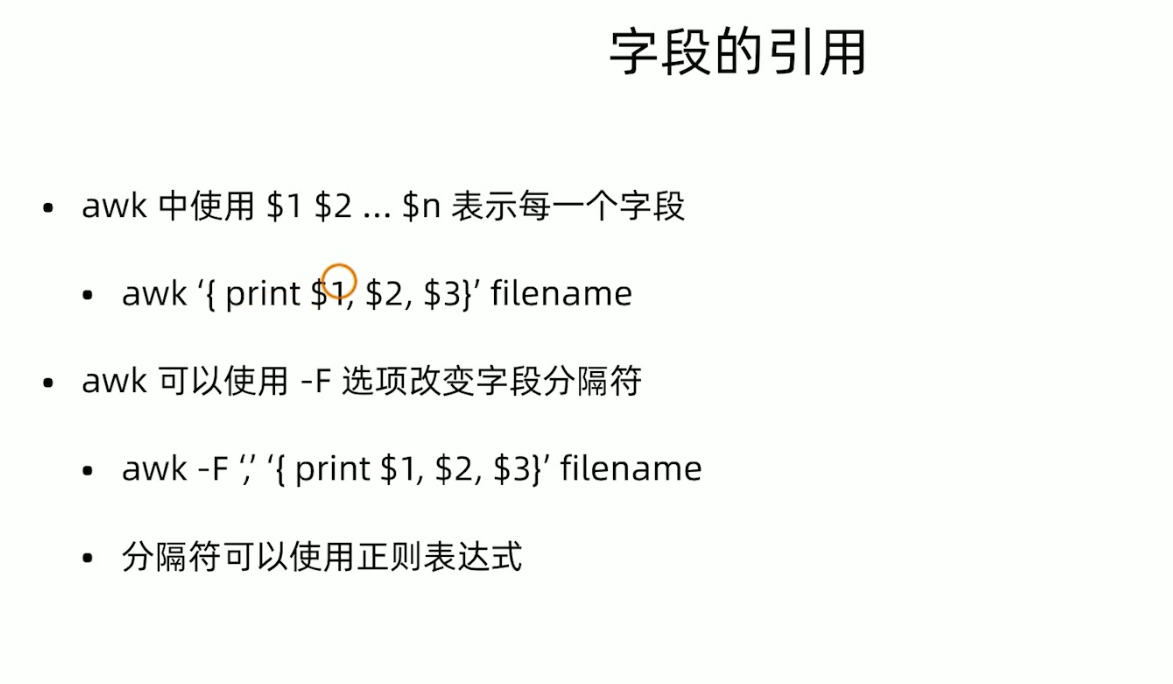 字段的引用
• awk 中使用 $1 $2 ... $n 表示每一个字段
• awk ‘{ print $1, $2, $3}’ filename
• awk 可以使用 -F 选项改变字段分隔符
• awk -F ‘,’ ‘{ print $1, $2, $3}’ filename
• 分隔符可以使用正则表达式